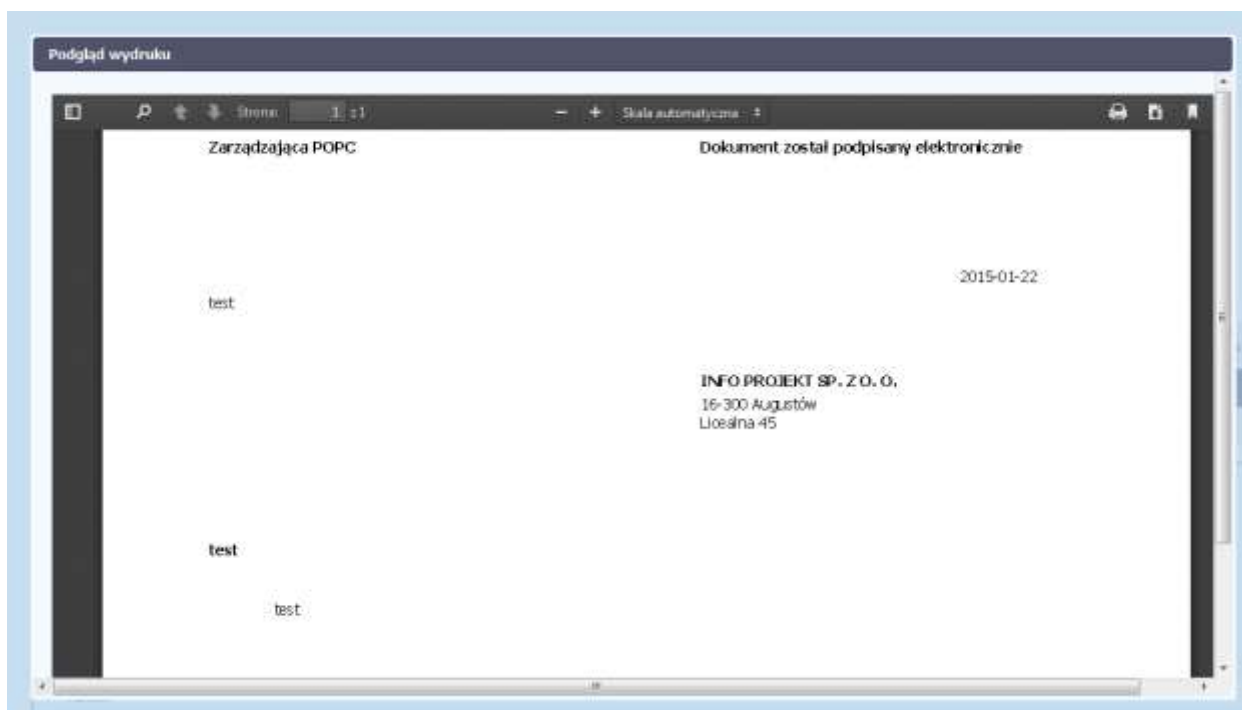 Podgląd wydruku
Strona: 1 z 1
Skala automatyczna
Zarządzająca POPC
Dokument został podpisany elektronicznie
2015-01-22
test
INFO PROJEKT SP. Z O. O.
16-300 Augustów
Licealna 45
test
test